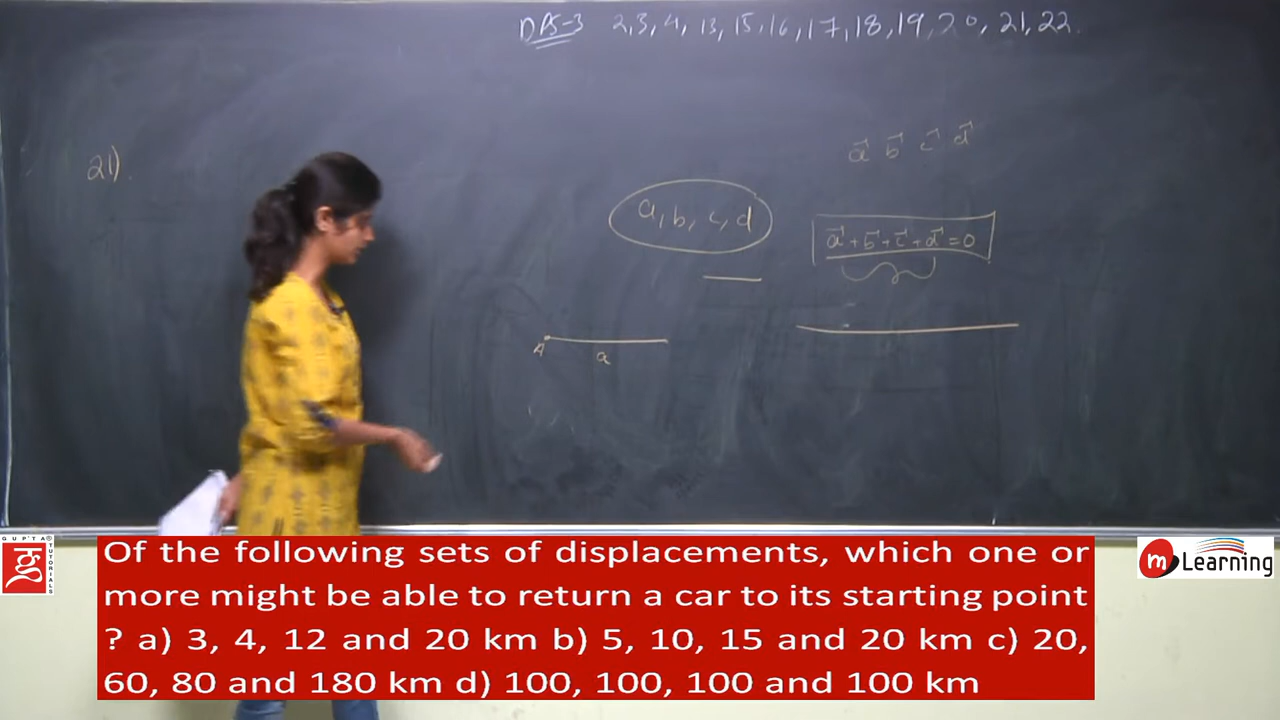 DPS-3 2,3,4,13,15,16,17,18,19,20,21,22
21)
a⃗ b⃗ c⃗ d⃗
a, b, c, d
a⃗+b⃗+c⃗+d⃗=0
A
a
GUPTA®
TUTORIALS
m Learning
Of the following sets of displacements, which one or
more might be able to return a car to its starting point
? a) 3, 4, 12 and 20 km b) 5, 10, 15 and 20 km c) 20,
60, 80 and 180 km d) 100, 100, 100 and 100 km